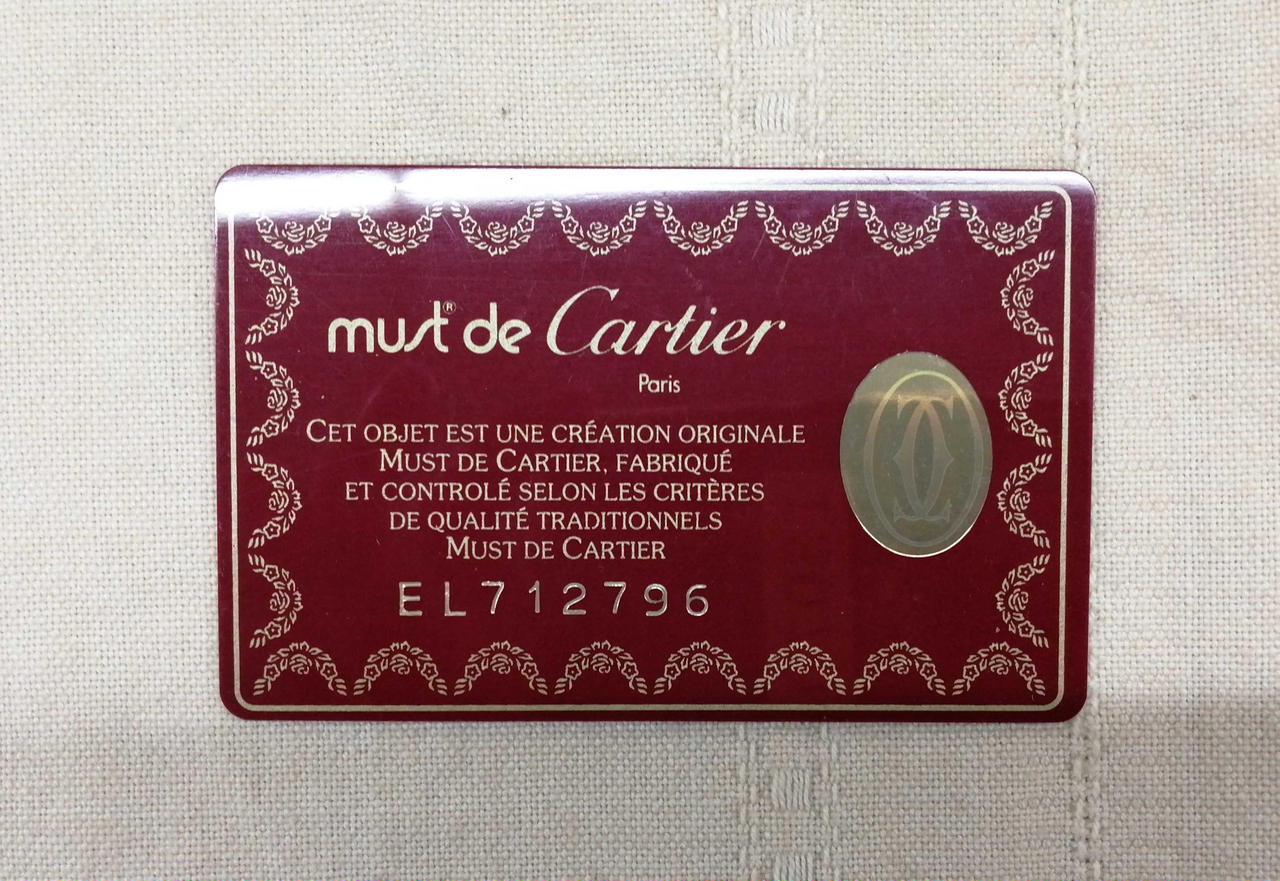 must® de Cartier
Paris
CET OBJET EST UNE CRÉATION ORIGINALE
MUST DE CARTIER, FABRIQUÉ
ET CONTROLÉ SELON LES CRITÈRES
DE QUALITÉ TRADITIONNELS
MUST DE CARTIER
EL712796